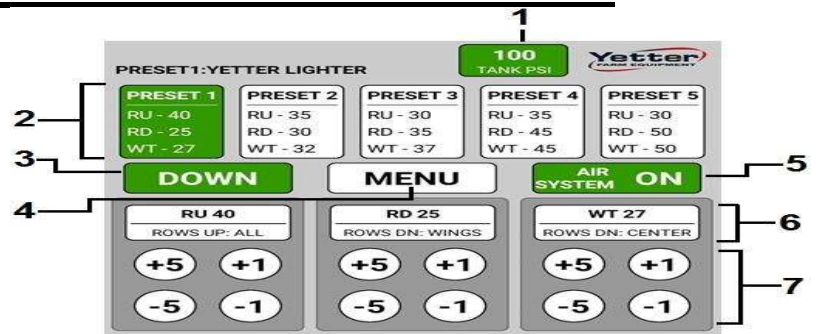 1
100
TANK PSI
Yetter
FARM EQUIPMENT
PRESET1:YETTER LIGHTER
2
PRESET 1
RU - 40
RD - 25
WT - 27
PRESET 2
RU - 35
RD - 30
WT - 32
PRESET 3
RU - 30
RD - 35
WT - 37
PRESET 4
RU - 35
RD - 45
WT - 45
PRESET 5
RU - 30
RD - 50
WT - 50
3
DOWN
MENU
AIR SYSTEM ON
5
4
RU 40
ROWS UP: ALL
RD 25
ROWS DN: WINGS
WT 27
ROWS DN: CENTER
6
+5 +1
-5 -1
+5 +1
-5 -1
+5 +1
-5 -1
7